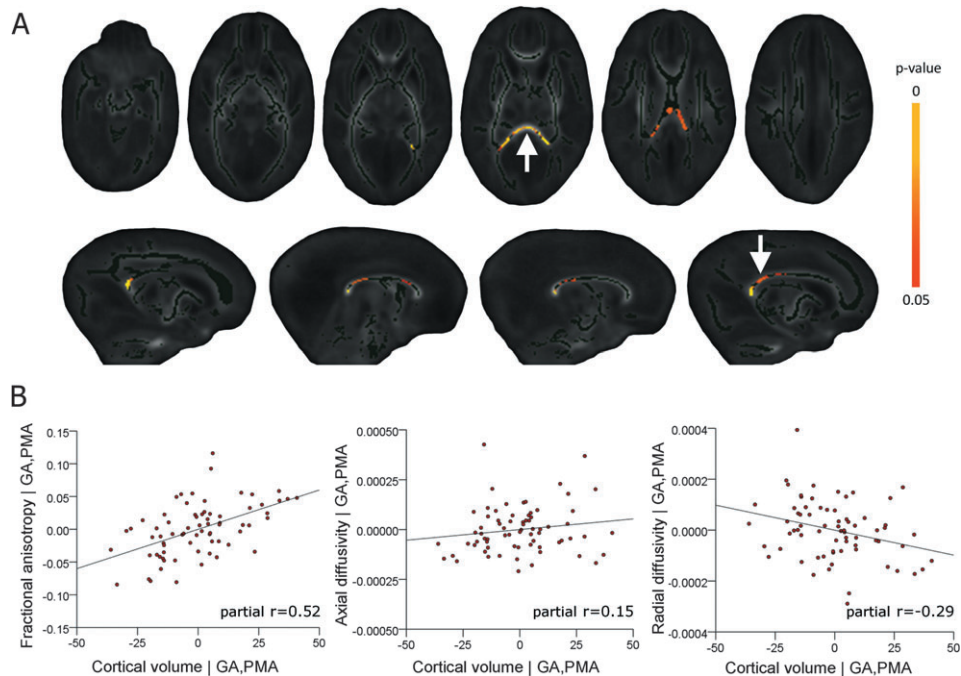 A
p-value
0
0.05
B
Fractional anisotropy | GA,PMA
0.15
0.10
0.05
0.00
-0.05
-0.10
-0.15
partial r=0.52
-50
-25
0
25
50
Cortical volume | GA,PMA
Axial diffusivity | GA,PMA
0.00050
0.00025
0.00000
-0.00025
-0.00050
partial r=0.15
-50
-25
0
25
50
Cortical volume | GA,PMA
Radial diffusivity | GA,PMA
0.0004
0.0002
0.0000
-0.0002
-0.0004
partial r=-0.29
-50
-25
0
25
50
Cortical volume | GA,PMA